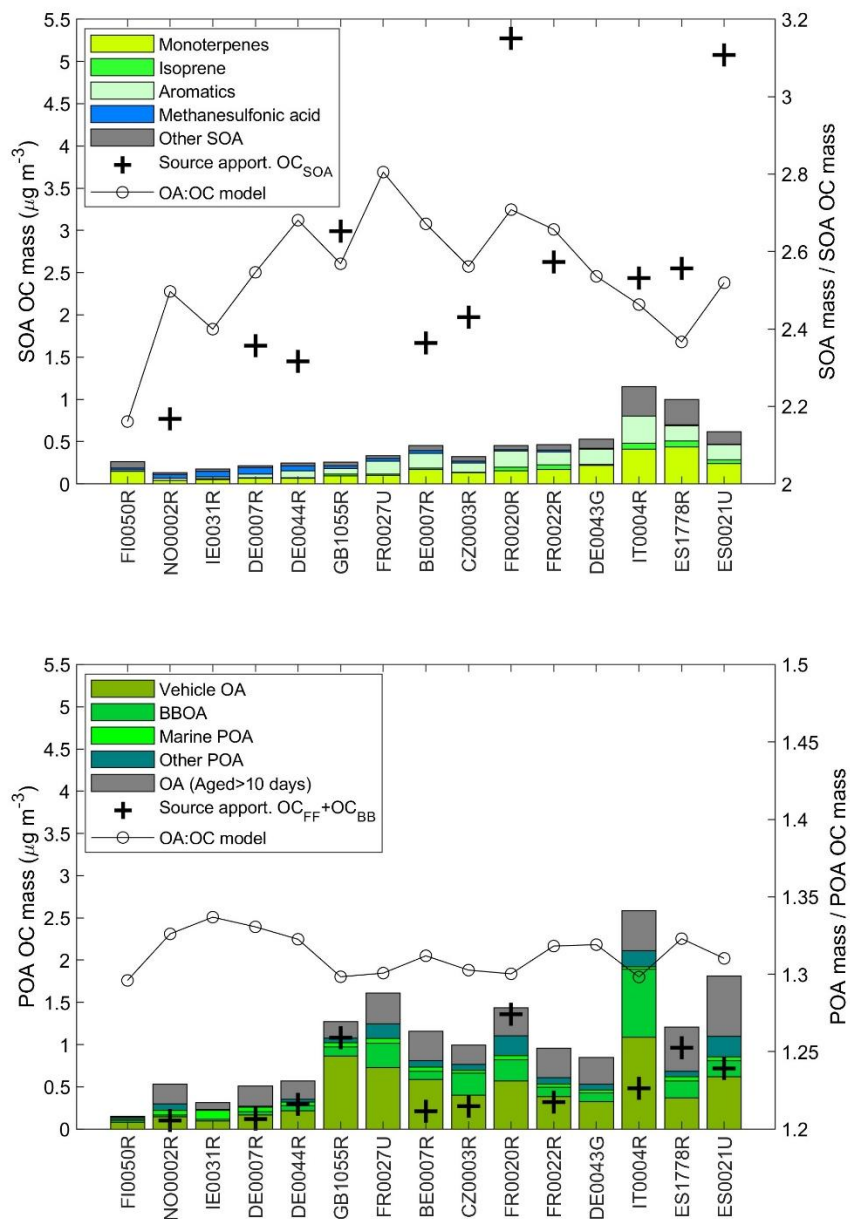 5.5
5
4.5
4
3.5
3
2.5
2
1.5
1
0.5
0
SOA OC mass (μg m⁻³)
Monoterpenes
Isoprene
Aromatics
Methanesulfonic acid
Other SOA
Source apport. OC_SOA
OA:OC model
3.2
3
2.8
2.6
2.4
2.2
2
SOA mass / SOA OC mass
FI0050R
NO0002R
IE0031R
DE0007R
DE0044R
GB1055R
FR0027U
BE0007R
CZ0003R
FR0020R
FR0022R
DE0043G
IT0004R
ES1778R
ES0021U
5.5
5
4.5
4
3.5
3
2.5
2
1.5
1
0.5
0
POA OC mass (μg m⁻³)
Vehicle OA
BBOA
Marine POA
Other POA
OA (Aged>10 days)
Source apport. OC_FF+OC_BB
OA:OC model
1.5
1.45
1.4
1.35
1.3
1.25
1.2
POA mass / POA OC mass
FI0050R
NO0002R
IE0031R
DE0007R
DE0044R
GB1055R
FR0027U
BE0007R
CZ0003R
FR0020R
FR0022R
DE0043G
IT0004R
ES1778R
ES0021U